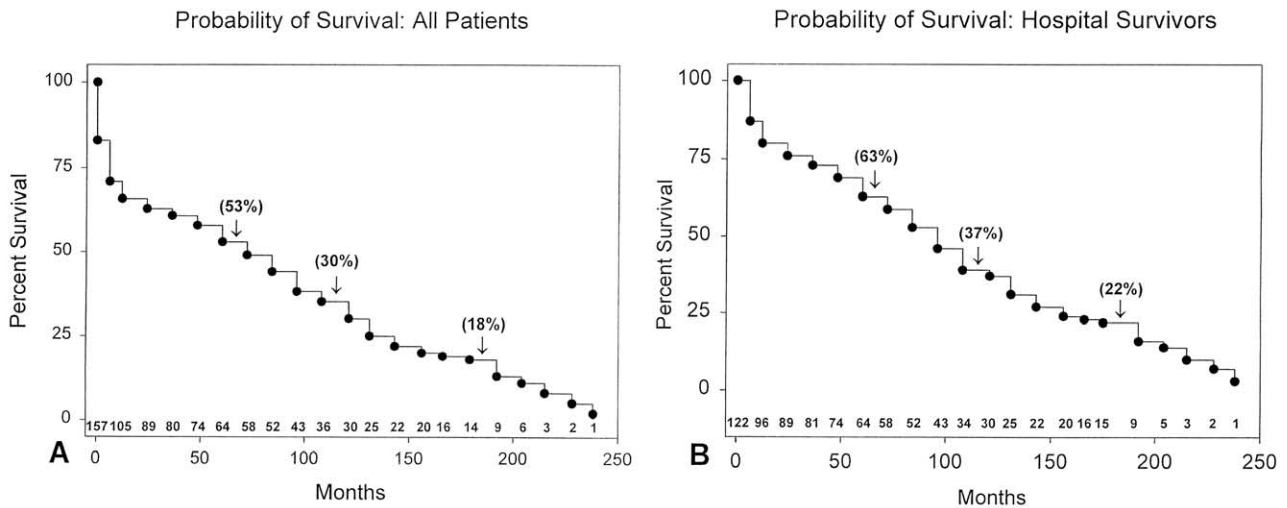 Probability of Survival: All Patients
100
75
50
25
0
Percent Survival
(53%)
(30%)
(18%)
157 105 89 80 74 64 58 52 43 36 30 25 22 20 16 14 9 6 3 2 1
A
0 50 100 150 200 250
Months
Probability of Survival: Hospital Survivors
100
75
50
25
0
Percent Survival
(63%)
(37%)
(22%)
122 96 89 81 74 64 58 52 43 34 30 25 22 20 16 15 9 5 3 2 1
B
0 50 100 150 200 250
Months